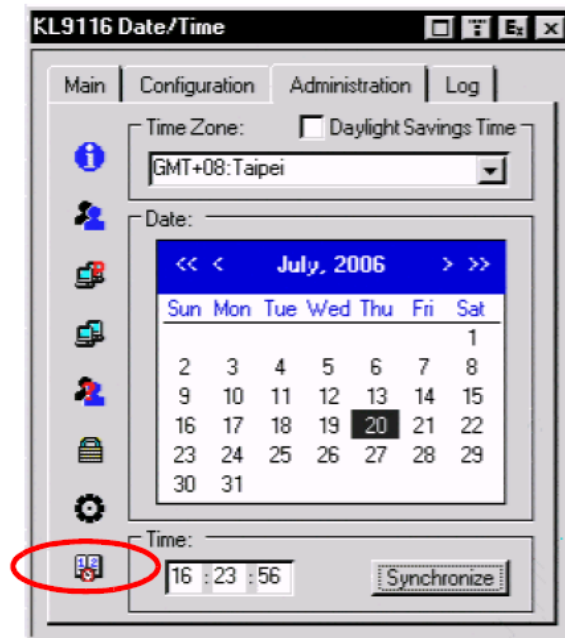 KL9116 Date/Time
Main Configuration Administration Log
Time Zone: Daylight Savings Time
GMT+08:Taipei
Date:
<< < July, 2006 > >>
Sun Mon Tue Wed Thu Fri Sat
1
2 3 4 5 6 7 8
9 10 11 12 13 14 15
16 17 18 19 20 21 22
23 24 25 26 27 28 29
30 31
Time:
16 : 23 : 56 Synchronize